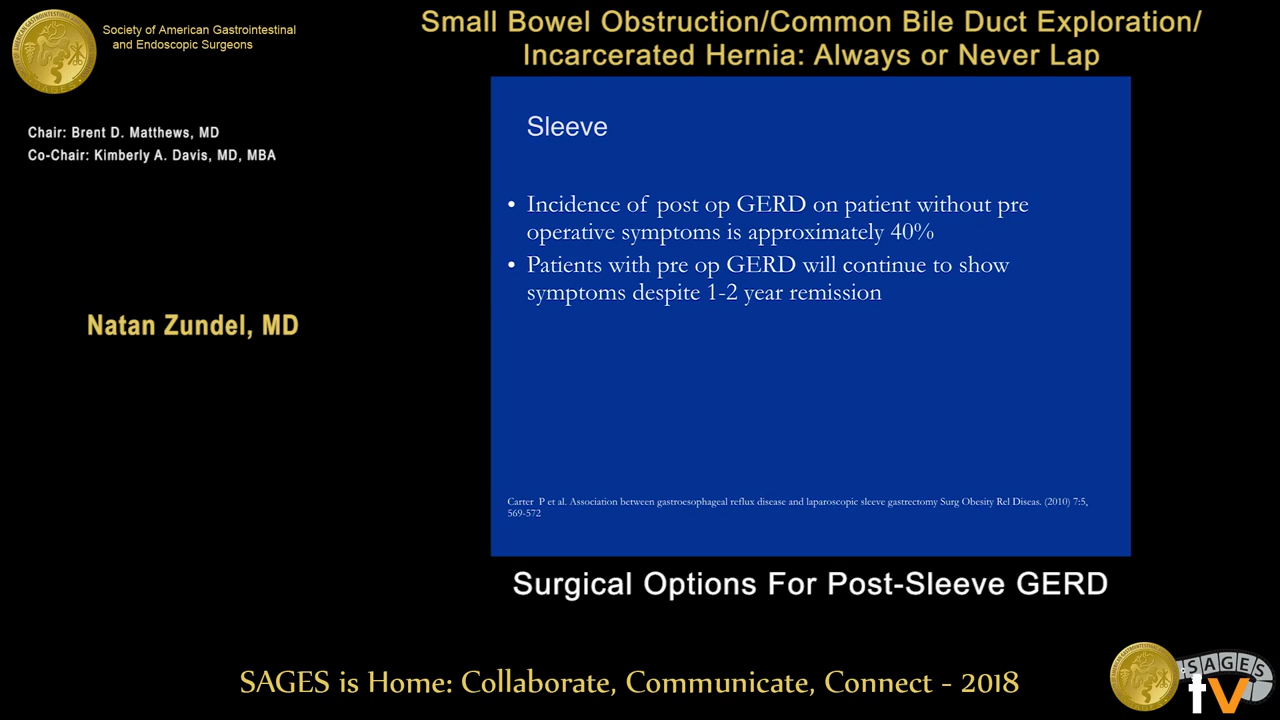 Society of American Gastrointestinal
and Endoscopic Surgeons
Small Bowel Obstruction/Common Bile Duct Exploration/
Incarcerated Hernia: Always or Never Lap
Chair: Brent D. Matthews, MD
Co-Chair: Kimberly A. Davis, MD, MBA
Natan Zundel, MD
Sleeve
• Incidence of post op GERD on patient without pre
operative symptoms is approximately 40%
• Patients with pre op GERD will continue to show
symptoms despite 1-2 year remission
Carter P et al. Association between gastroesophageal reflux disease and laparoscopic sleeve gastrectomy Surg Obesity Rel Diseas. (2010) 7:5,
569-572
Surgical Options For Post-Sleeve GERD
SAGES is Home: Collaborate, Communicate, Connect - 2018
SAGES
tv